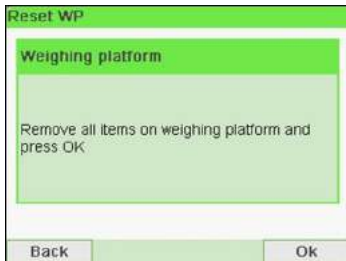 Reset WP
Weighing platform
Remove all items on weighing platform and
press OK
Back
Ok